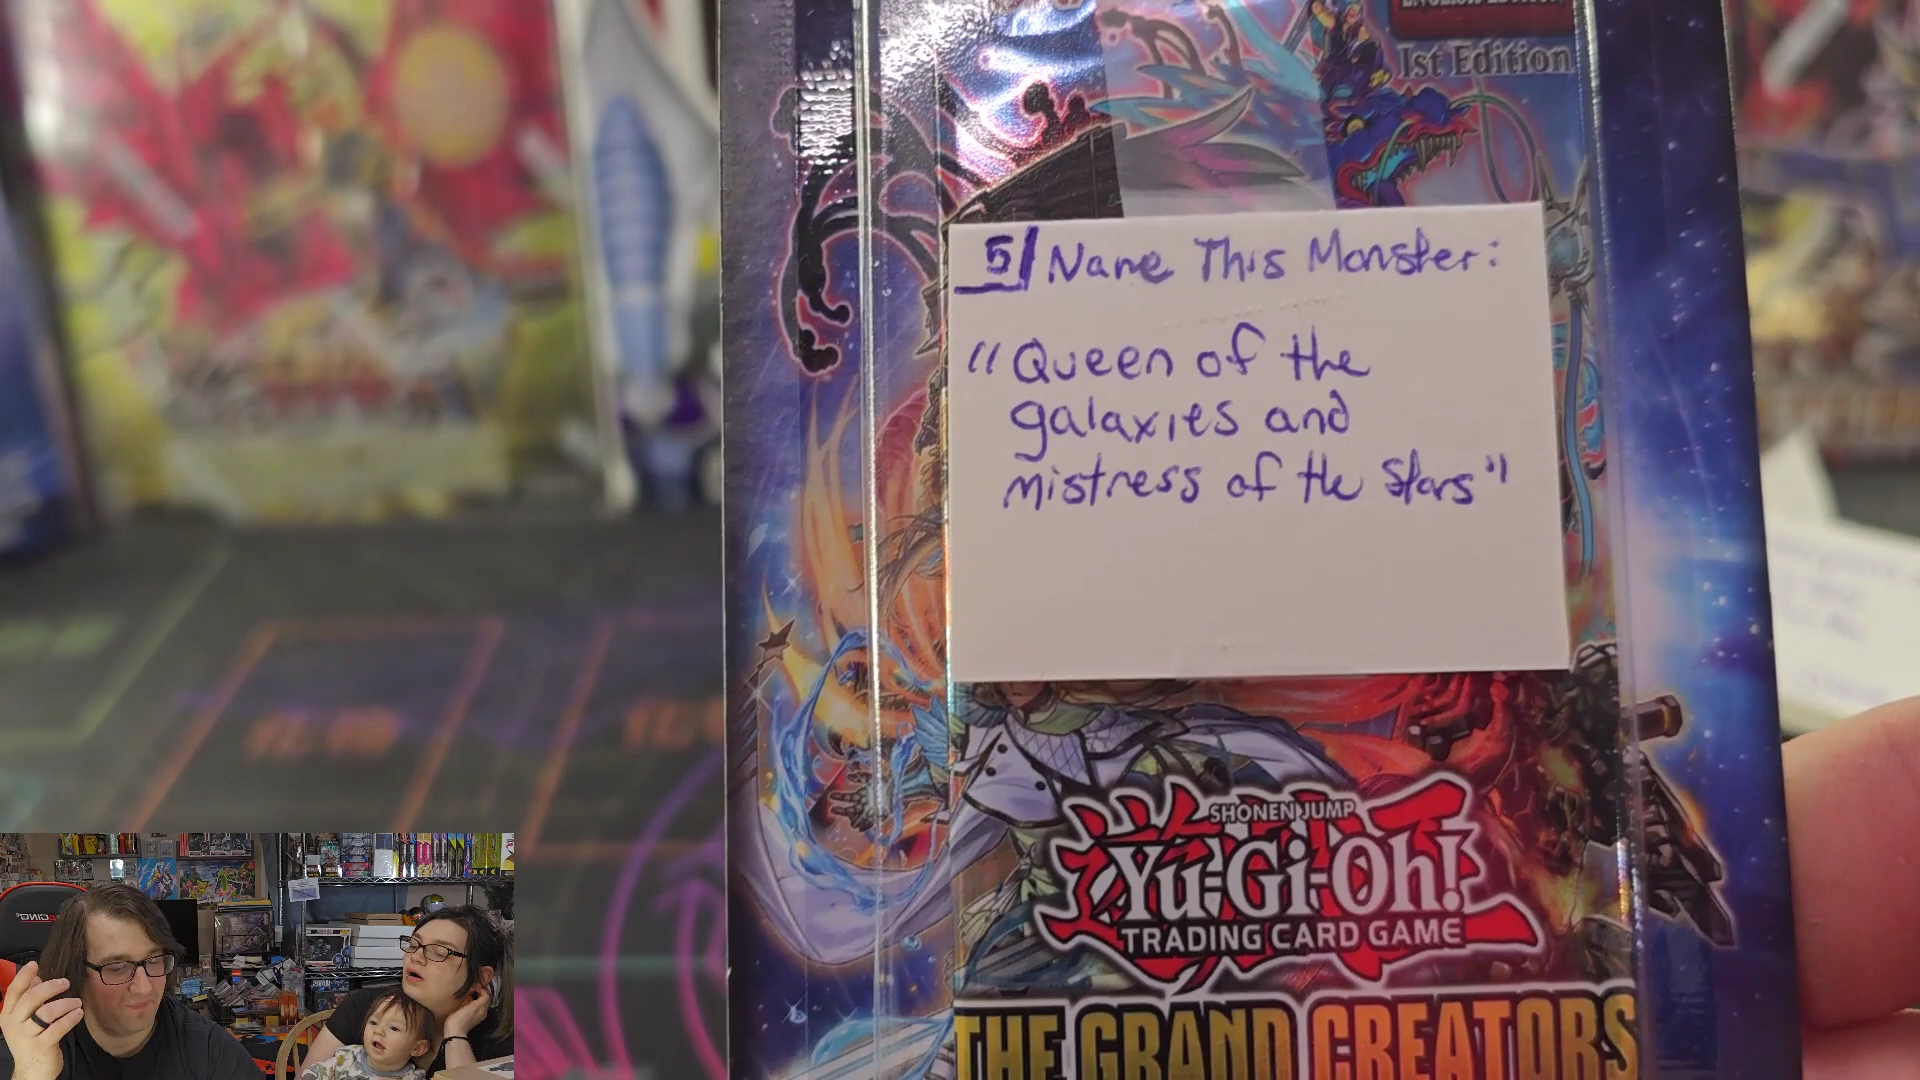 1st Edition
5/ Name This Monster:
"Queen of the
galaxies and
mistress of the stars"
SHONEN JUMP
Yu-Gi-Oh!
TRADING CARD GAME
THE GRAND CREATORS